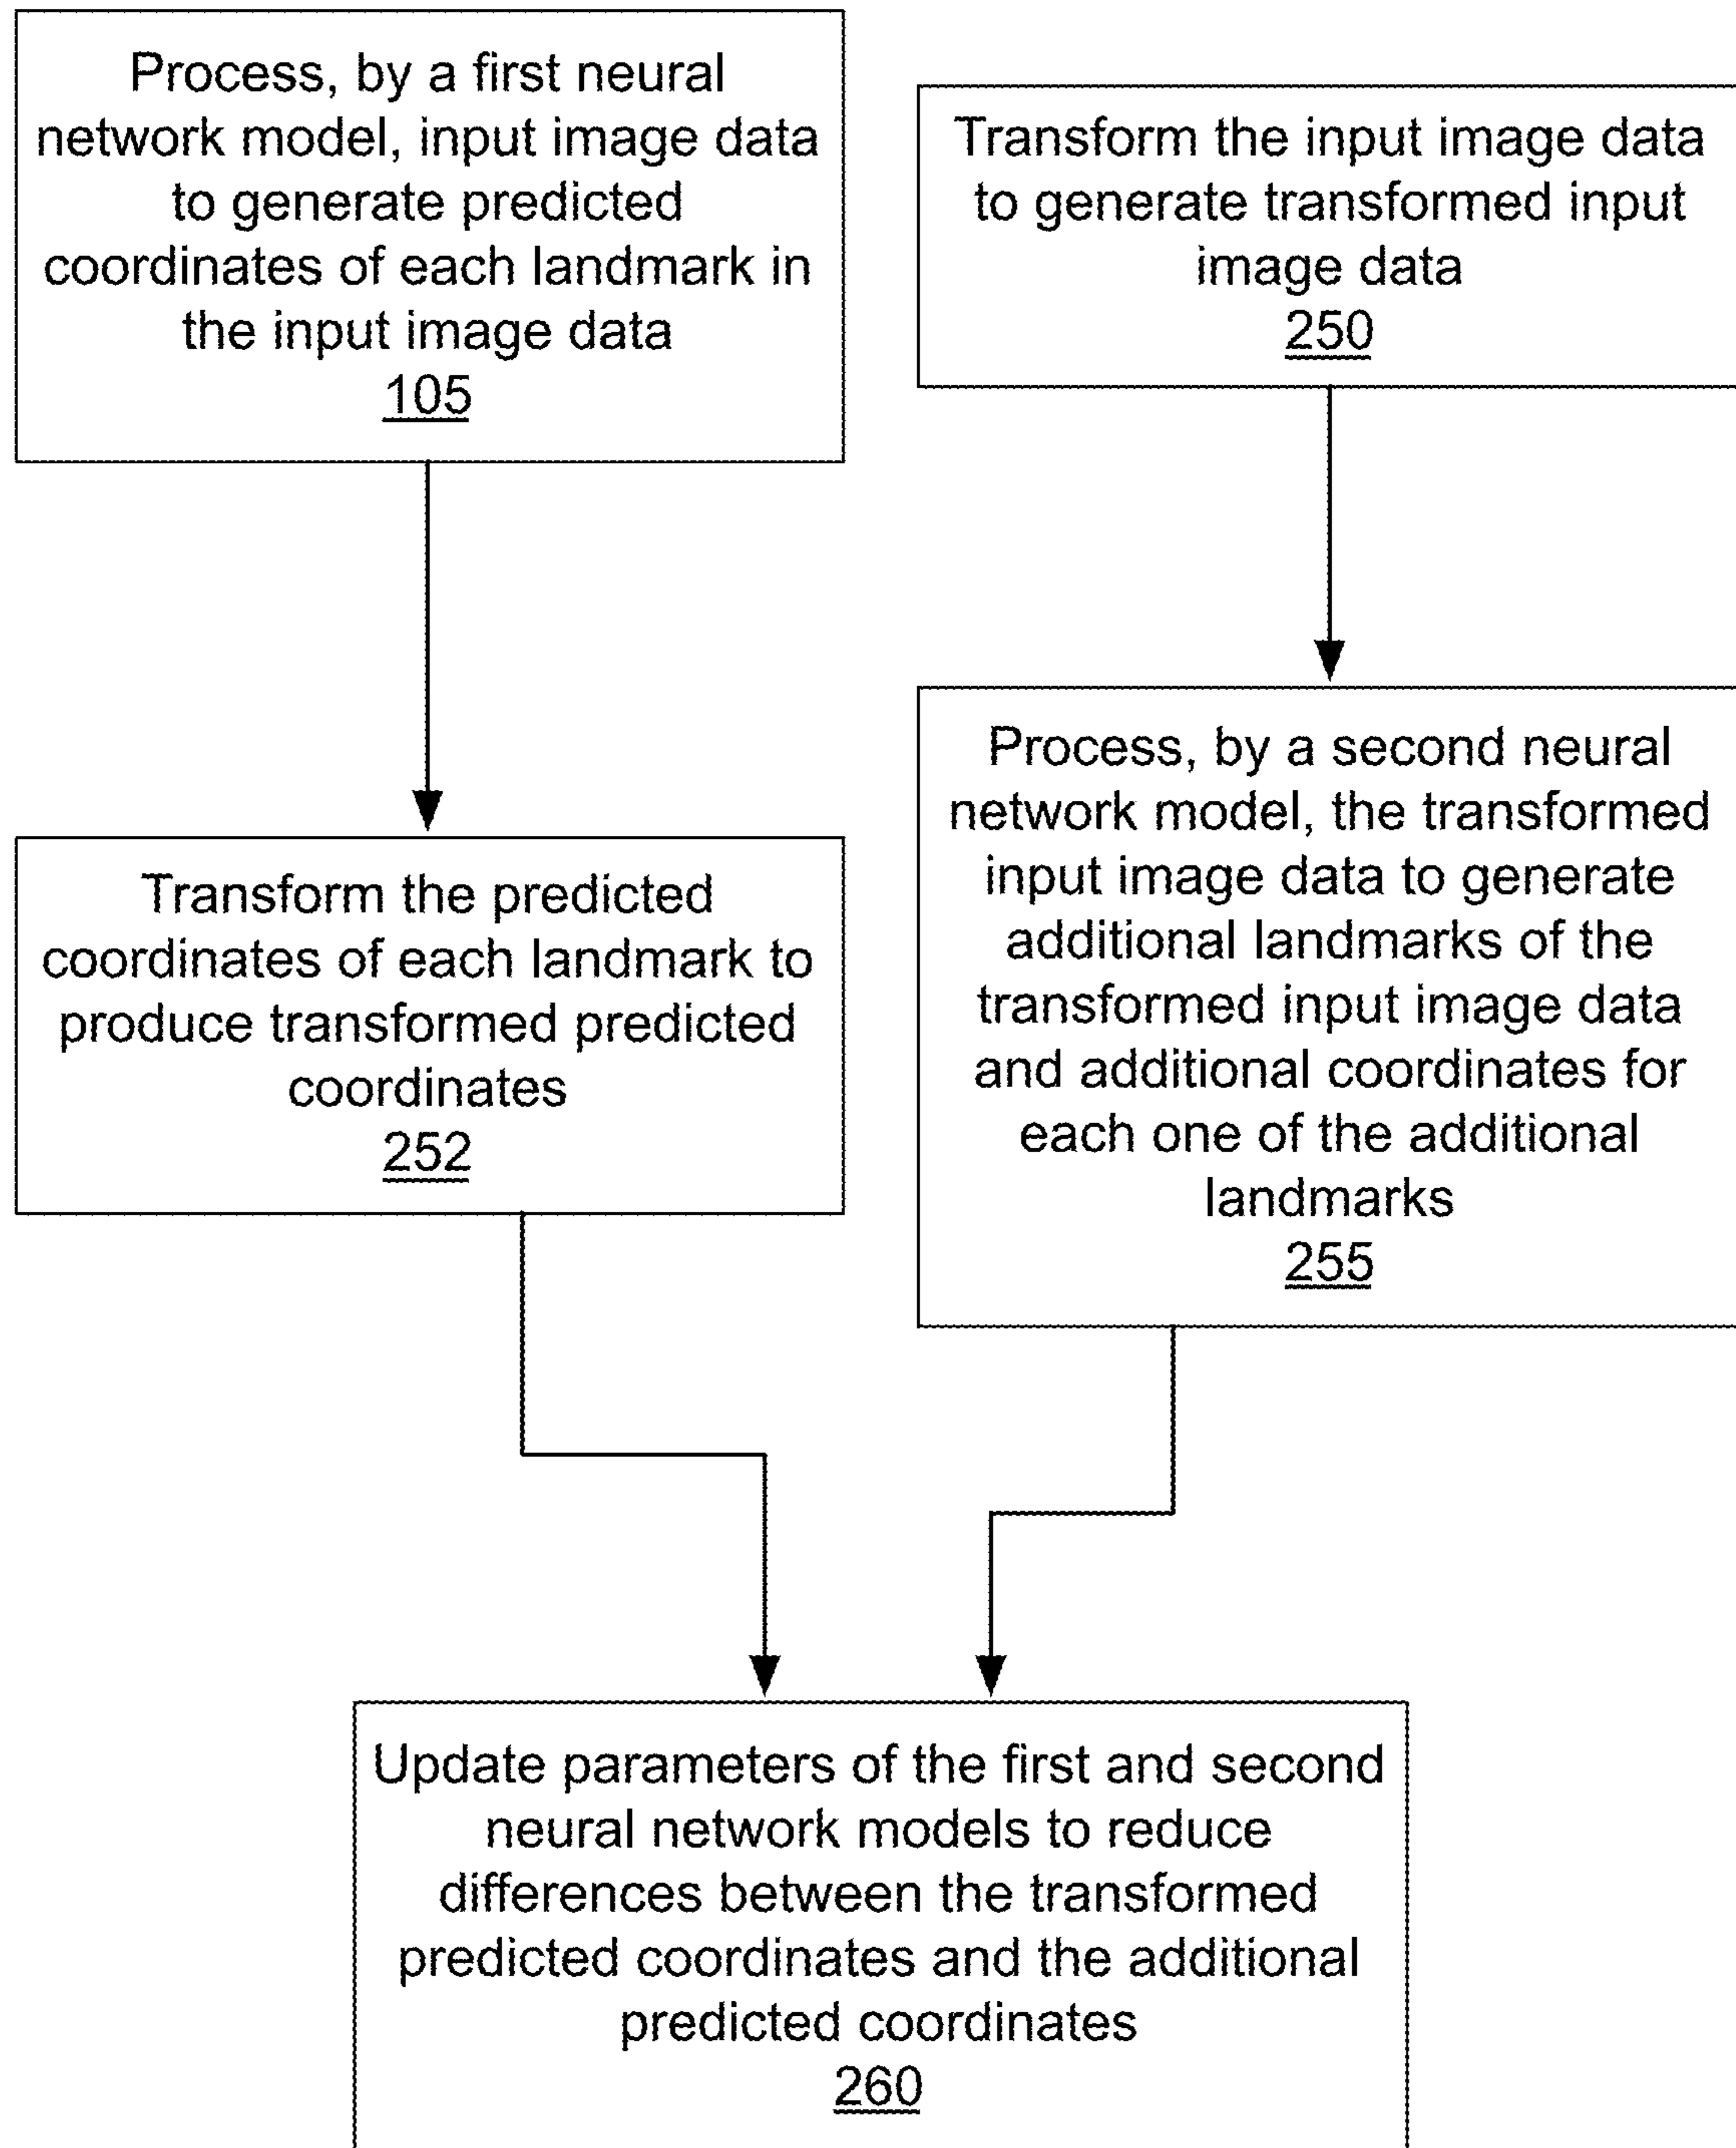 Process, by a first neural
network model, input image data
to generate predicted
coordinates of each landmark in
the input image data
105
Transform the input image data
to generate transformed input
image data
250
Transform the predicted
coordinates of each landmark to
produce transformed predicted
coordinates
252
Process, by a second neural
network model, the transformed
input image data to generate
additional landmarks of the
transformed input image data
and additional coordinates for
each one of the additional
landmarks
255
Update parameters of the first and second
neural network models to reduce
differences between the transformed
predicted coordinates and the additional
predicted coordinates
260